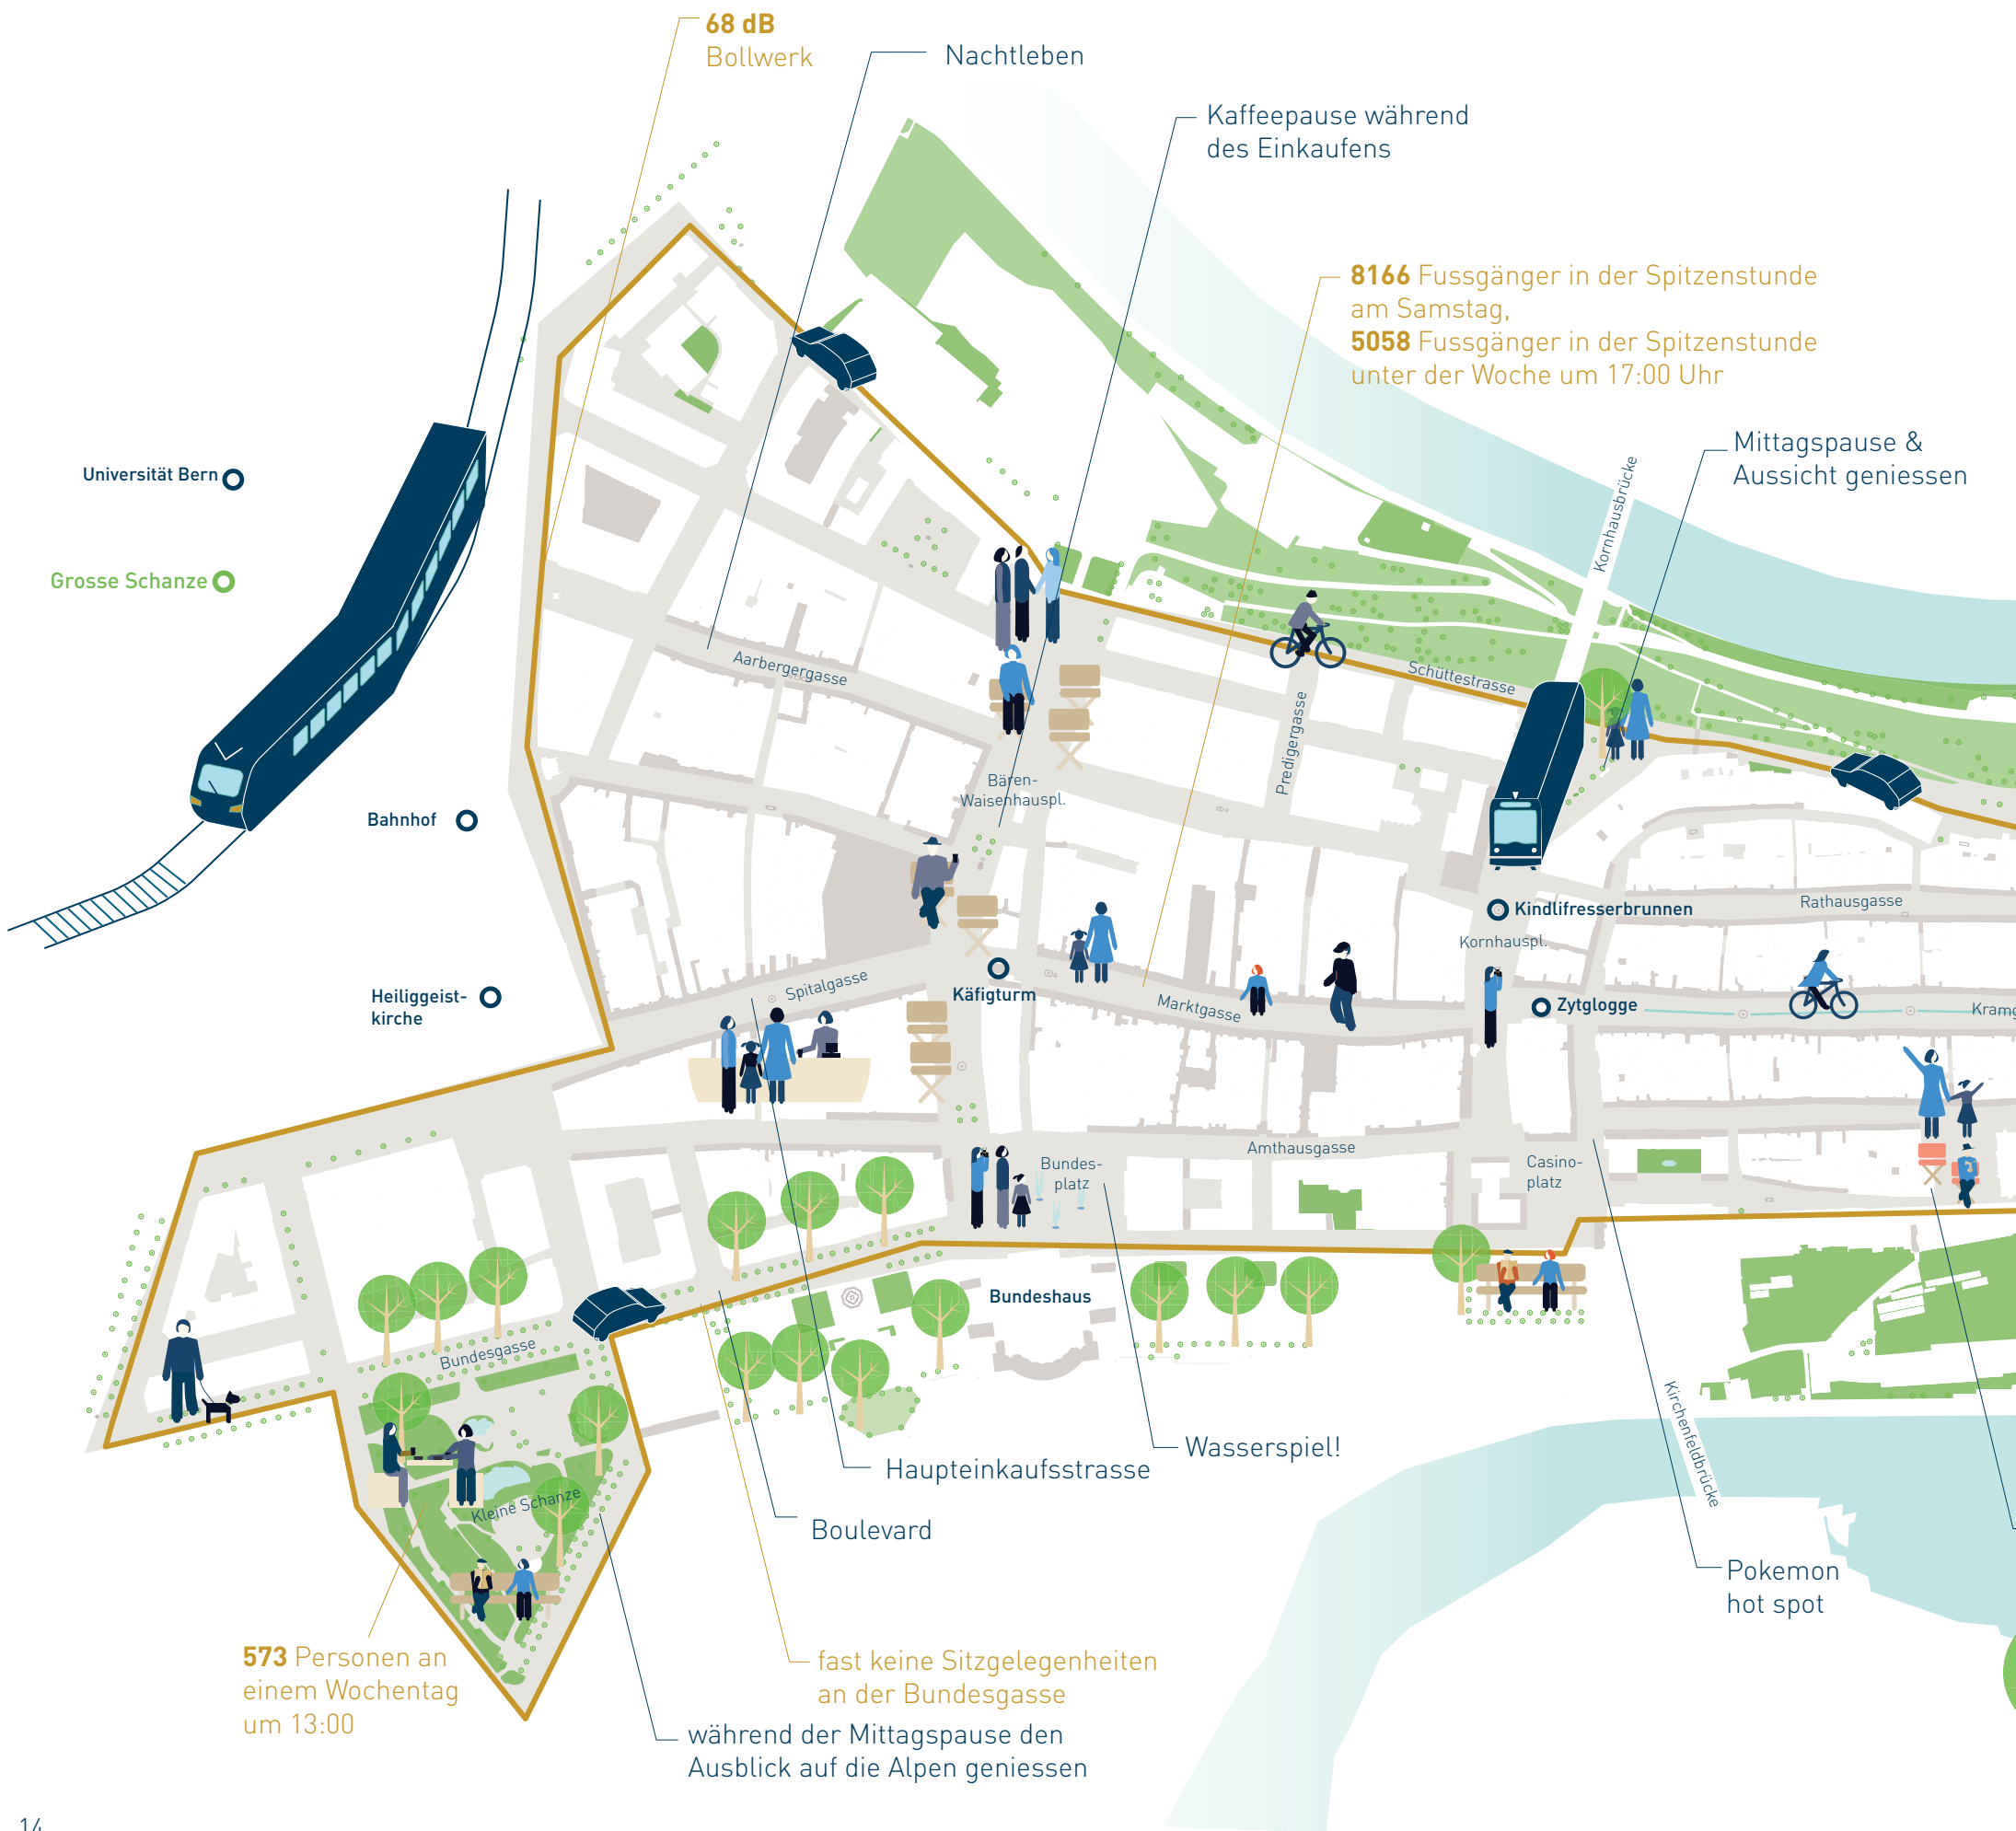 68 dB
Bollwerk
Nachtleben
Kaffeepause während
des Einkaufens
8166 Fussgänger in der Spitzenstunde
am Samstag,
5058 Fussgänger in der Spitzenstunde
unter der Woche um 17:00 Uhr
Mittagspause &
Aussicht geniessen
Kornhausbrücke
Universität Bern
Grosse Schanze
Aarbergergasse
Schüttestrasse
Predigergasse
Bären-
Waisenhauspl.
Bahnhof
Rathausgasse
Kindlifresserbrunnen
Kornhauspl.
Heiliggeist-
kirche
Spitalgasse
Käfigturm
Marktgasse
Zytglogge
Kramg
Bundes-
platz
Amthausgasse
Casino-
platz
Bundeshaus
Bundesgasse
Kirchenfeldbrücke
Kleine Schanze
Wasserspiel!
Haupteinkaufsstrasse
Boulevard
Pokemon
hot spot
573 Personen an
einem Wochentag
um 13:00
fast keine Sitzgelegenheiten
an der Bundesgasse
während der Mittagspause den
Ausblick auf die Alpen geniessen
14